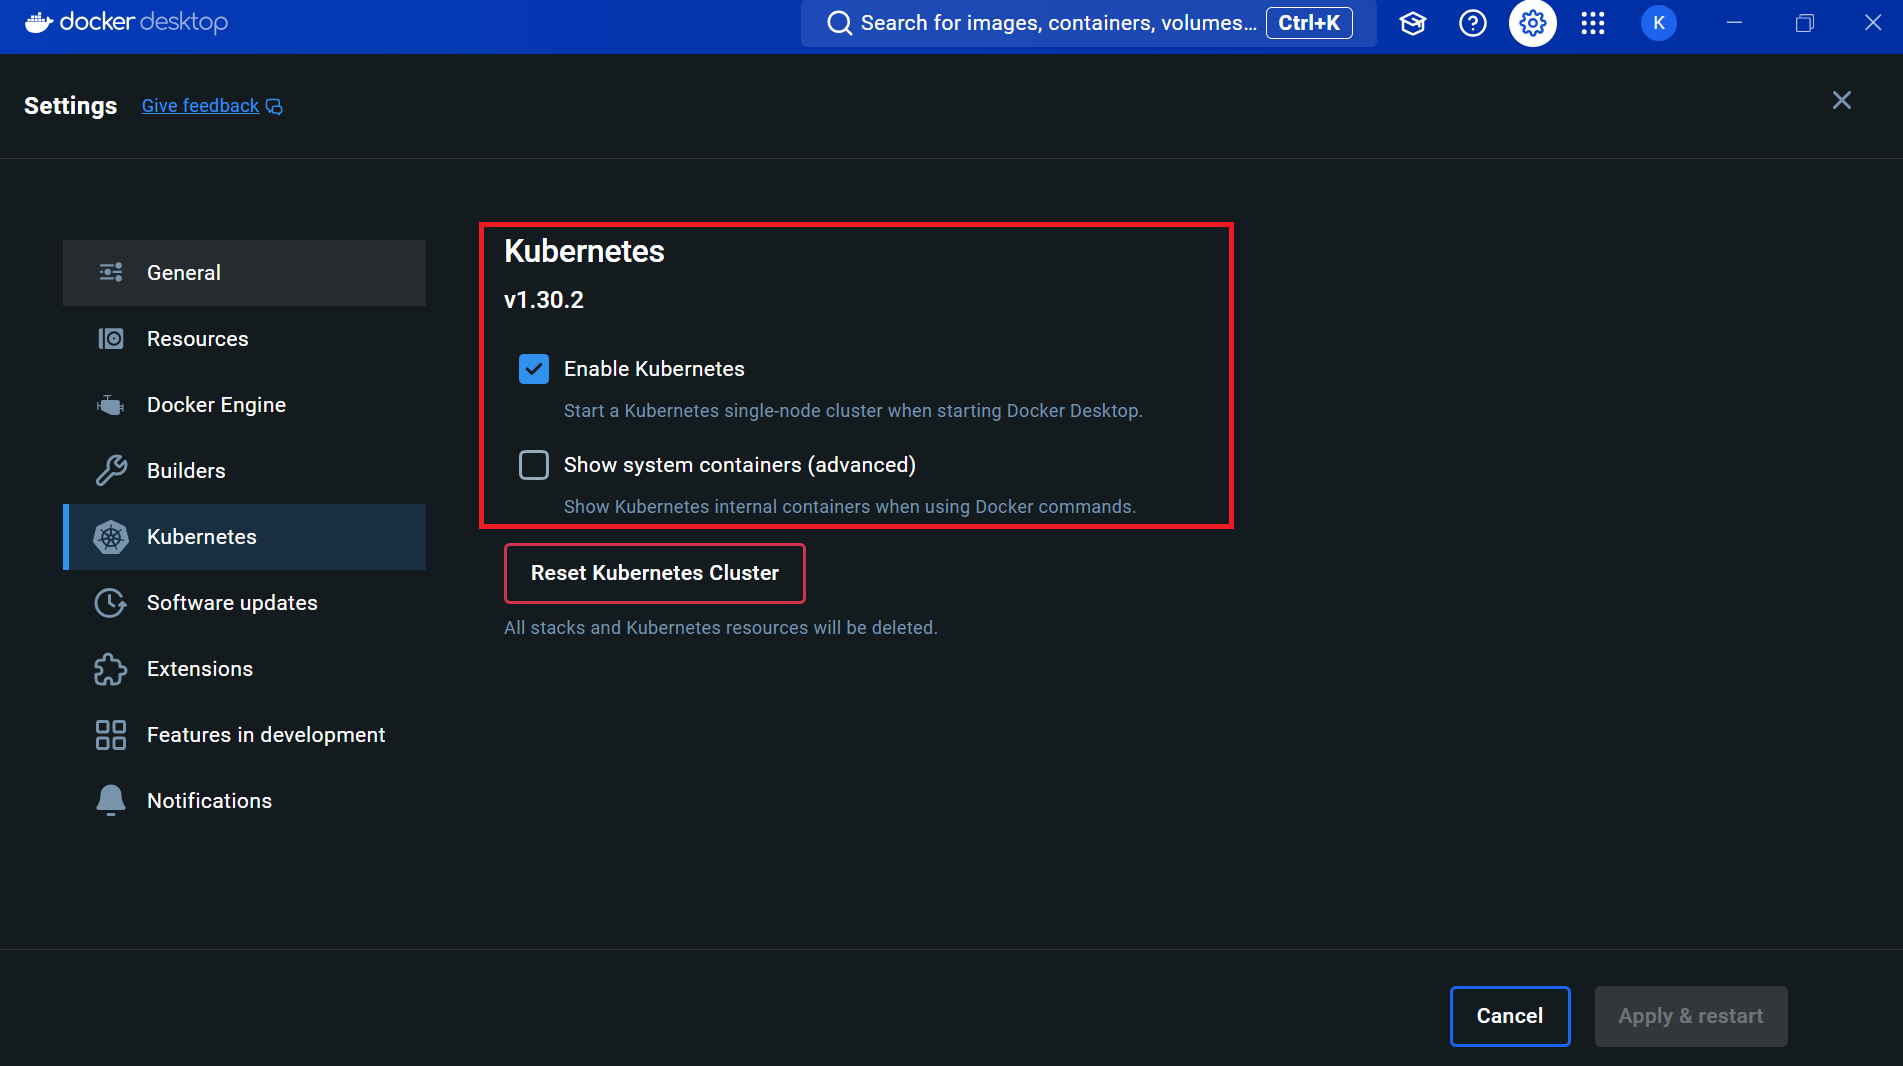 docker desktop
Search for images, containers, volumes... Ctrl+K
K
Settings Give feedback
General
Resources
Docker Engine
Builders
Kubernetes
Software updates
Extensions
Features in development
Notifications
Kubernetes
v1.30.2
Enable Kubernetes
Start a Kubernetes single-node cluster when starting Docker Desktop.
Show system containers (advanced)
Show Kubernetes internal containers when using Docker commands.
Reset Kubernetes Cluster
All stacks and Kubernetes resources will be deleted.
Cancel Apply & restart